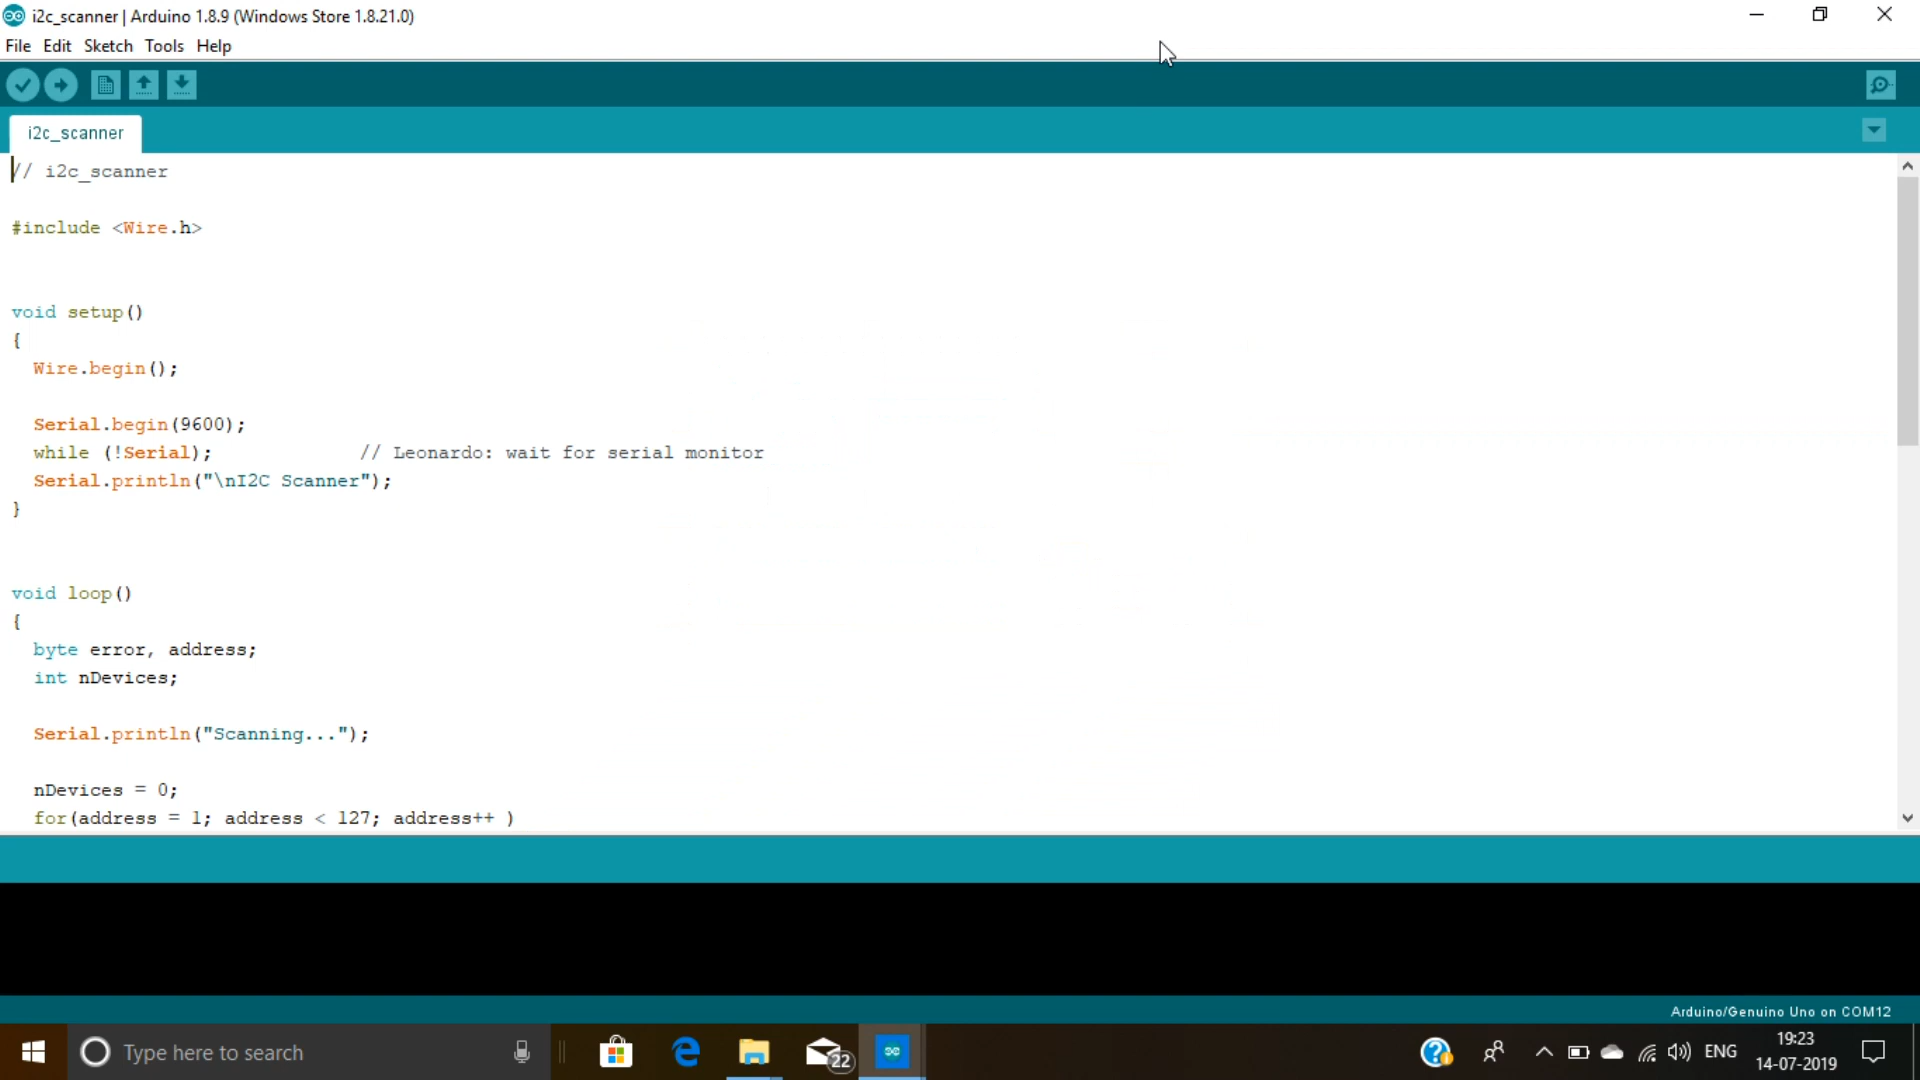 i2c_scanner | Arduino 1.8.9 (Windows Store 1.8.21.0)
File Edit Sketch Tools Help
i2c_scanner
// i2c_scanner
#include <Wire.h>
void setup()
{
  Wire.begin();
  Serial.begin(9600);
  while (!Serial);             // Leonardo: wait for serial monitor
  Serial.println("\nI2C Scanner");
}
void loop()
{
  byte error, address;
  int nDevices;
  Serial.println("Scanning...");
  nDevices = 0;
  for(address = 1; address < 127; address++ )
Arduino/Genuino Uno on COM12
Type here to search
22
ENG
19:23
14-07-2019